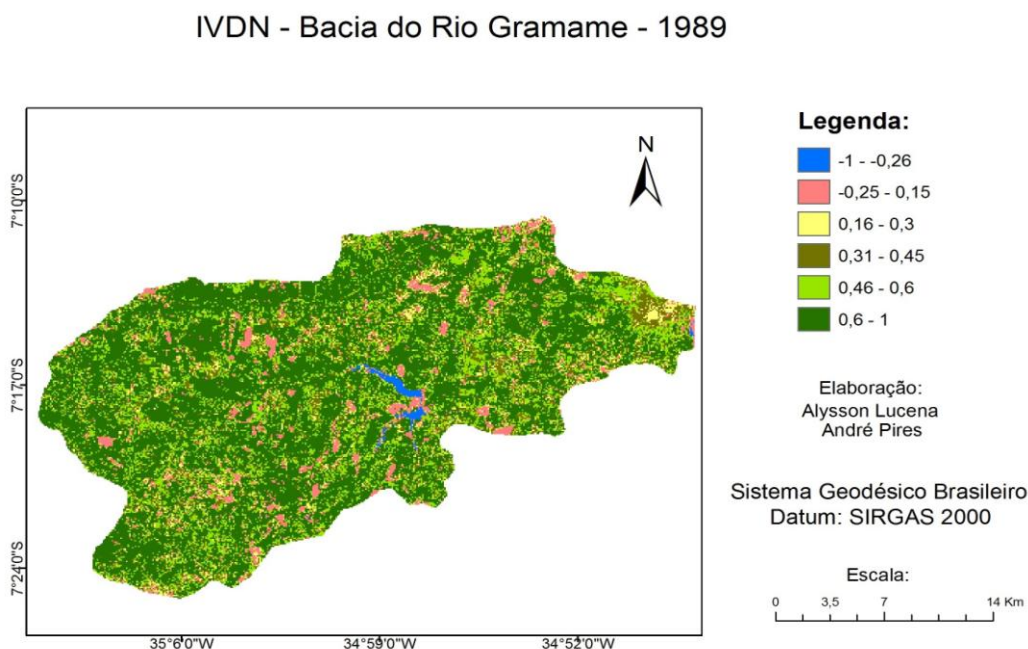 IVDN - Bacia do Rio Gramame - 1989
N
7°10'0"S
7°17'0"S
7°24'0"S
35°6'0"W
34°59'0"W
34°52'0"W
Legenda:
-1 - -0,26
-0,25 - 0,15
0,16 - 0,3
0,31 - 0,45
0,46 - 0,6
0,6 - 1
Elaboração:
Alysson Lucena
André Pires
Sistema Geodésico Brasileiro
Datum: SIRGAS 2000
Escala:
0 3,5 7 14 Km